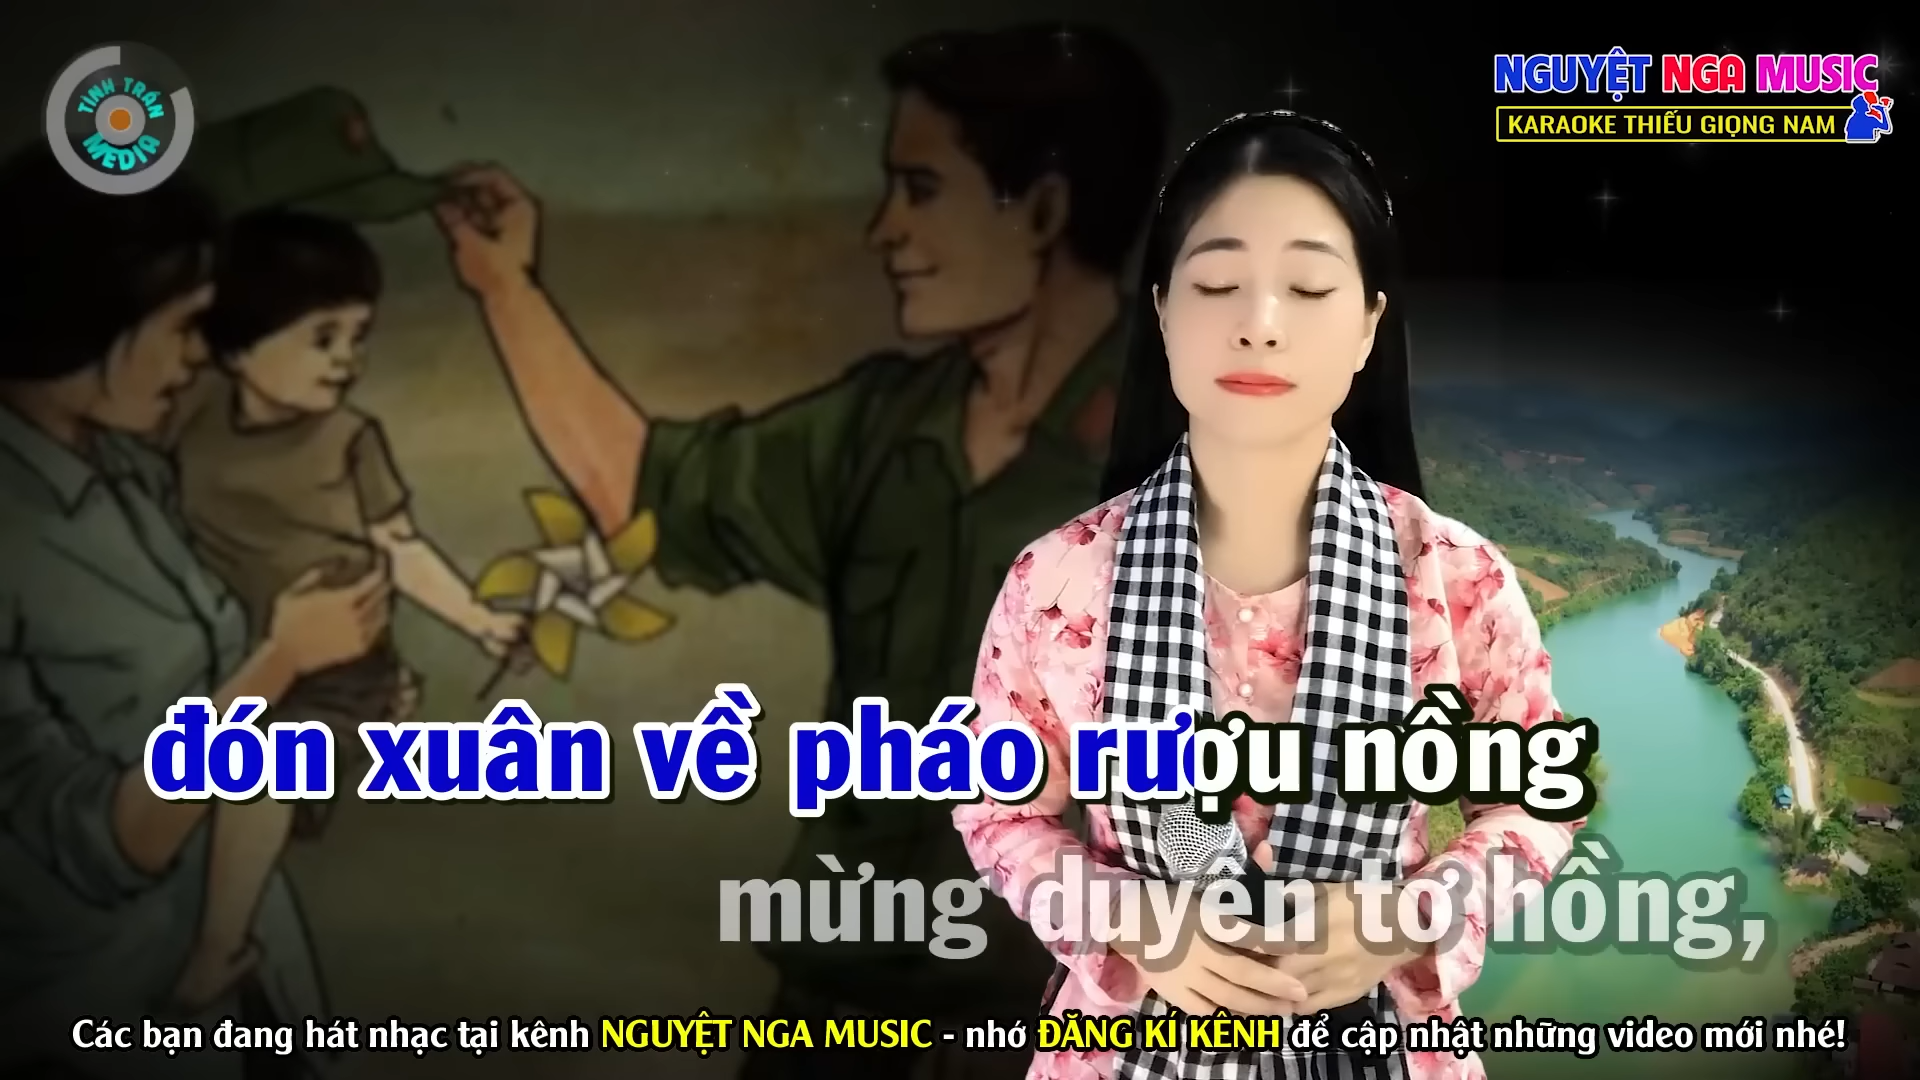 TÌNH TRẦN
MEDIA
NGUYỆT NGA MUSIC
KARAOKE THIẾU GIỌNG NAM
đón xuân về pháo rượu nồng
mừng duyên tơ hồng,
Các bạn đang hát nhạc tại kênh NGUYỆT NGA MUSIC - nhớ ĐĂNG KÍ KÊNH để cập nhật những video mới nhé!